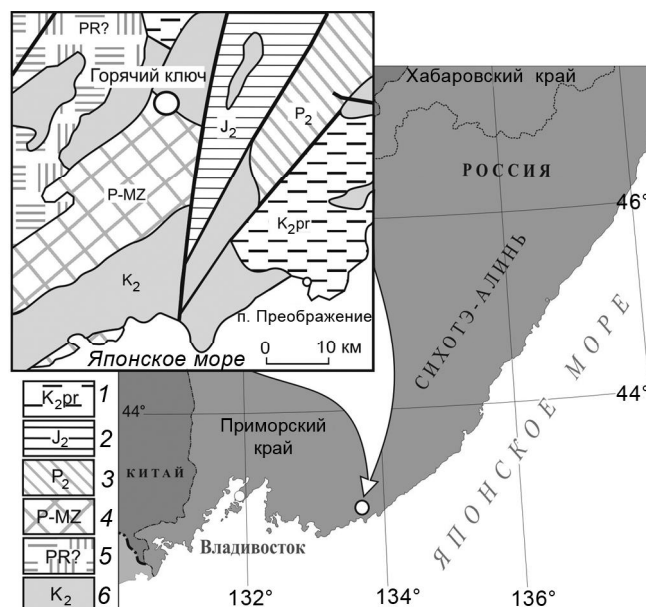 PR?
Горячий ключ
J₂
P₂
P-MZ
K₂pr
K₂
п. Преображение
Японское море
0 10 км
K₂pr 1
J₂ 2
P₂ 3
P-MZ 4
PR? 5
K₂ 6
Хабаровский край
РОССИЯ
46°
СИХОТЭ-АЛИНЬ
44°
44°
Приморский
край
КИТАЙ
ЯПОНСКОЕ МОРЕ
Владивосток
132°
134°
136°